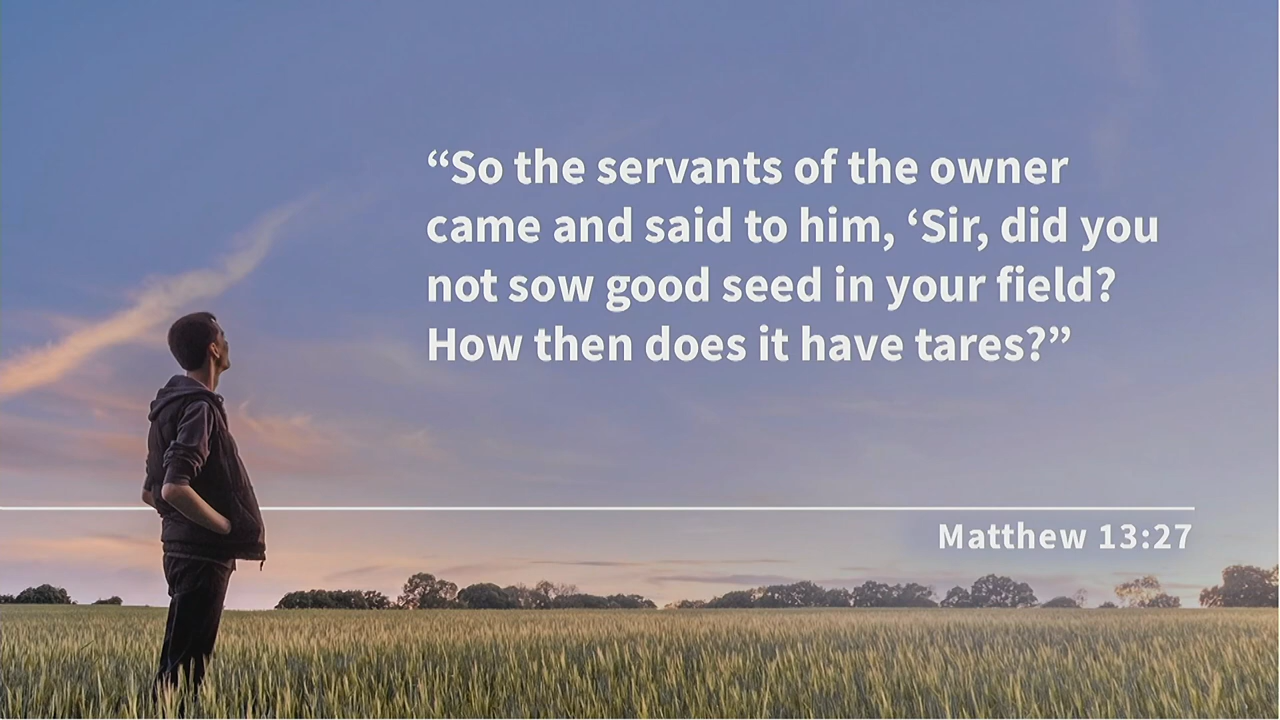 “So the servants of the owner
came and said to him, ‘Sir, did you
not sow good seed in your field?
How then does it have tares?”
Matthew 13:27